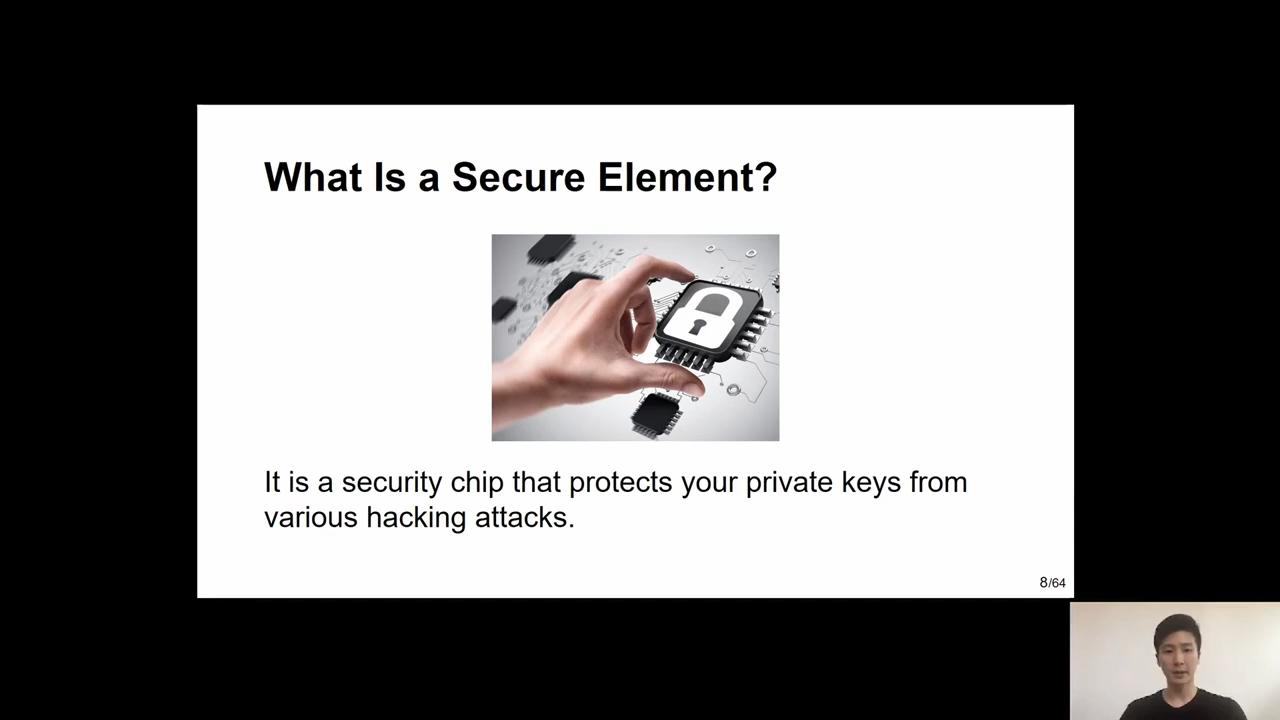 What Is a Secure Element?
It is a security chip that protects your private keys from
various hacking attacks.
8/64